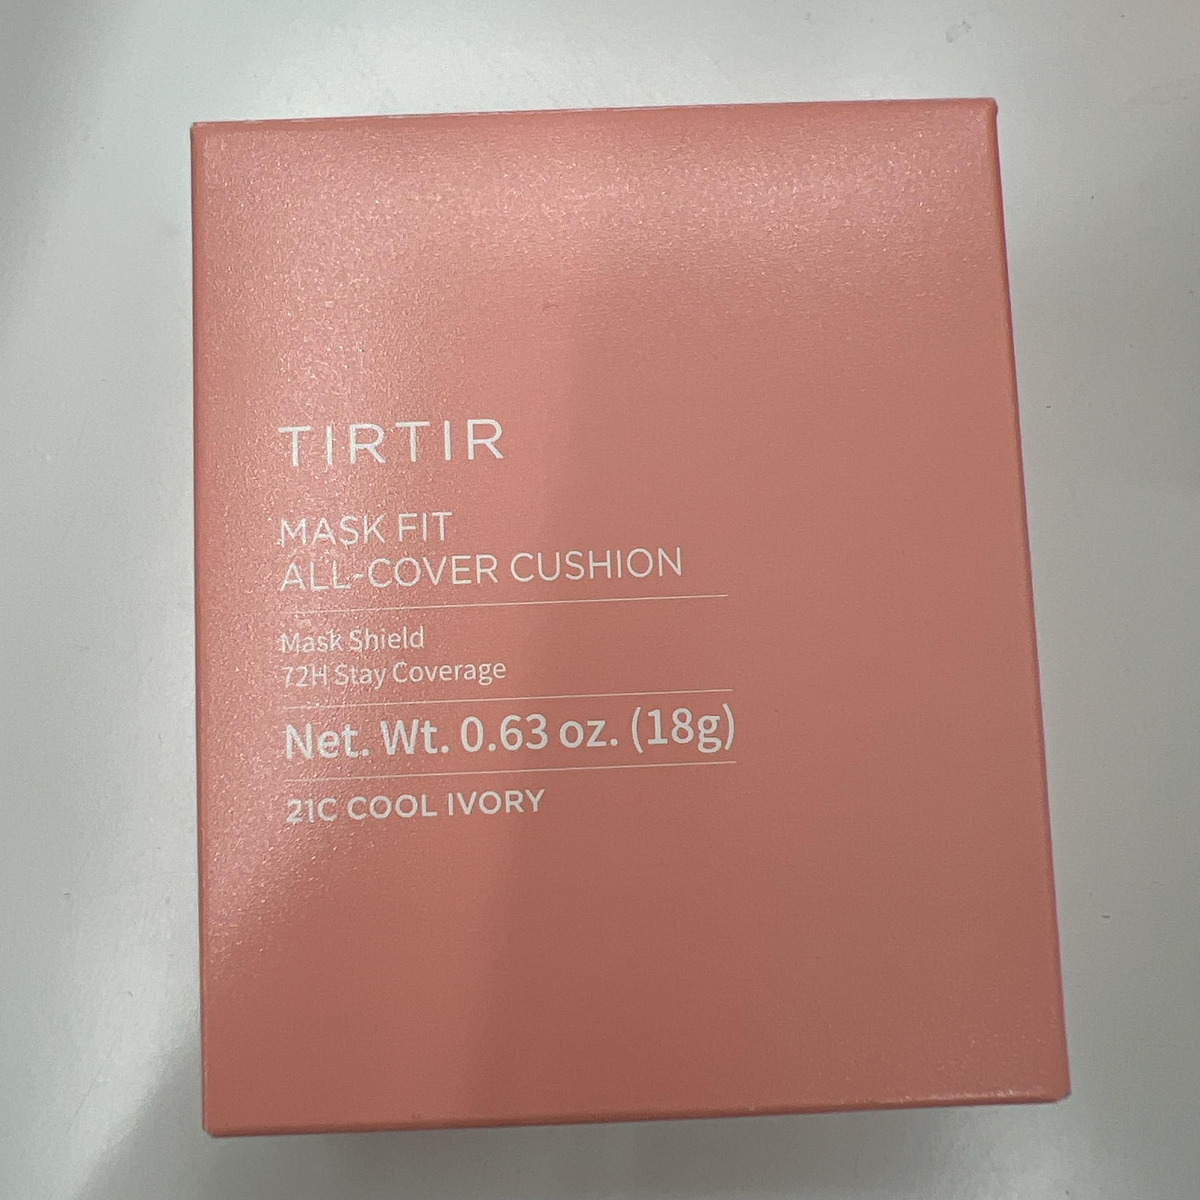 TIRTIR
MASK FIT
ALL-COVER CUSHION
Mask Shield
72H Stay Coverage
Net. Wt. 0.63 oz. (18g)
21C COOL IVORY